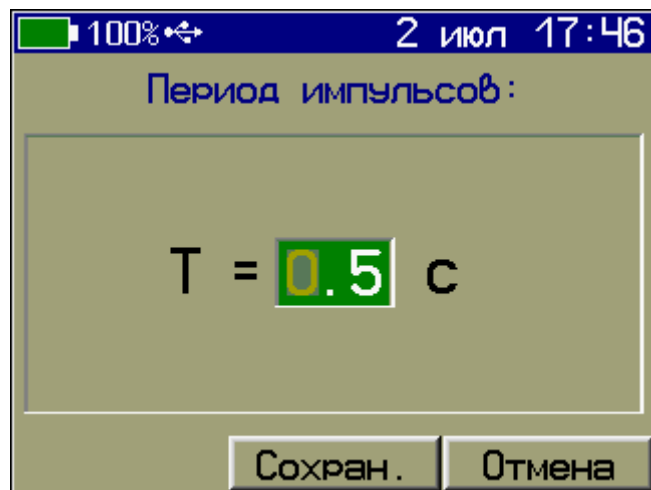 100% 2 июл 17:46
Период импульсов:
T = 0.5 с
Сохран. Отмена